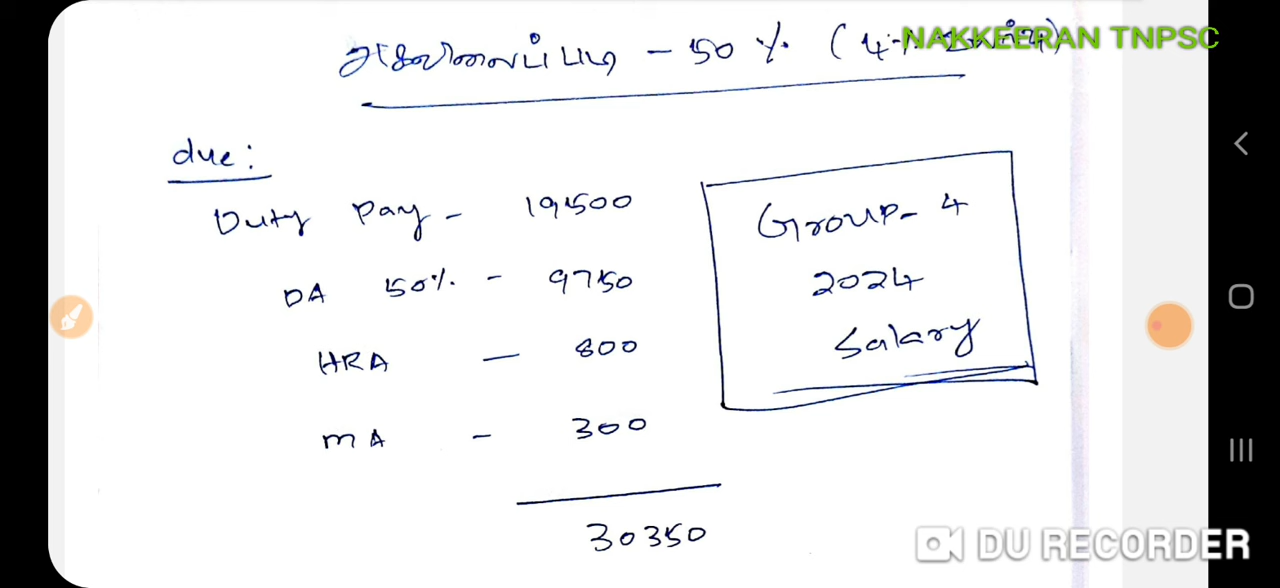 அகவிலைப்படி - 50 % (4-
NAKKEERAN TNPSC
due:
Duty Pay - 19500
DA 50% - 9750
HRA - 800
MA - 300
30350
Group- 4
2024
Salary
DU RECORDER